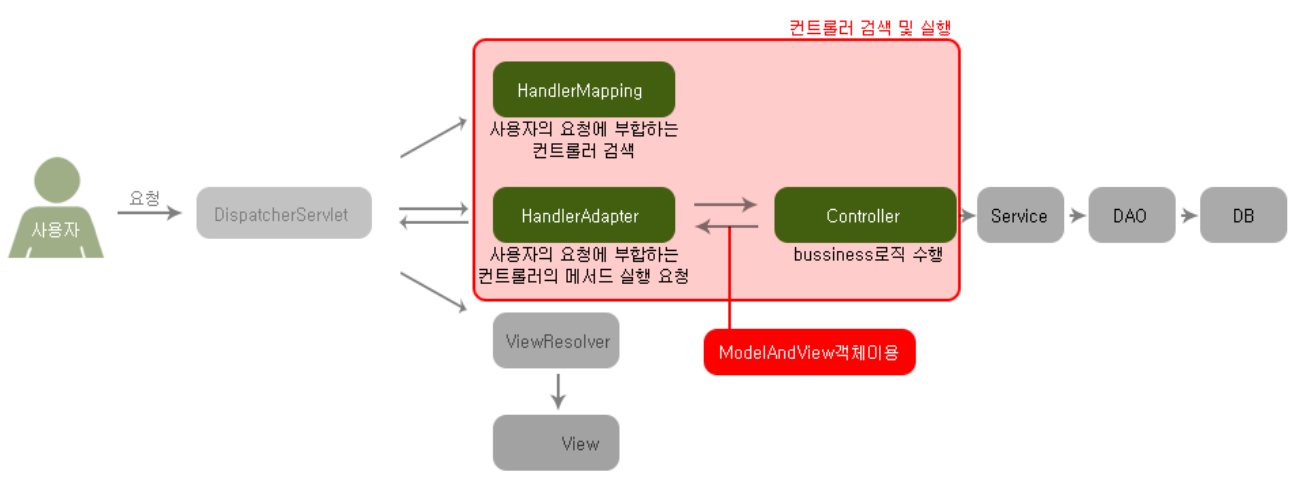 컨트롤러 검색 및 실행
HandlerMapping
사용자의 요청에 부합하는
컨트롤러 검색
요청
사용자
DispatcherServlet
HandlerAdapter
사용자의 요청에 부합하는
컨트롤러의 메서드 실행 요청
Controller
bussiness로직 수행
Service
DAO
DB
ViewResolver
ModelAndView객체이용
View